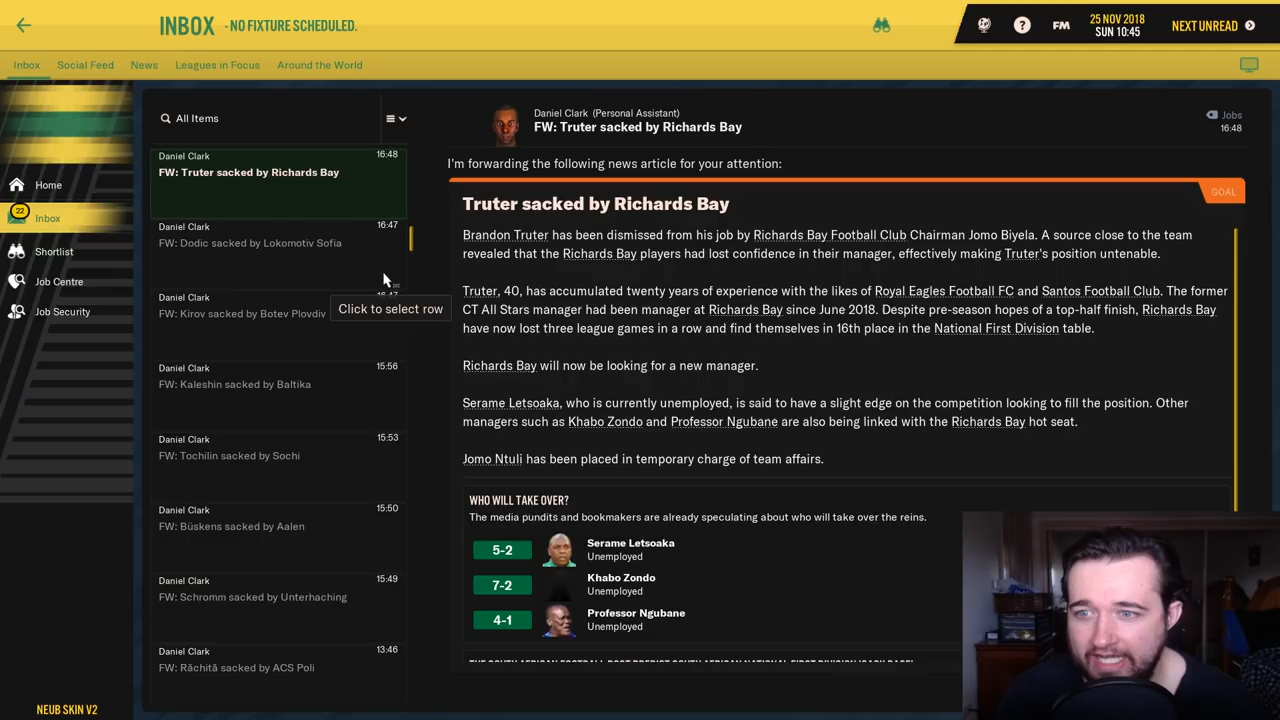 INBOX - NO FIXTURE SCHEDULED.
?
FM
25 NOV 2018
SUN 10:45
NEXT UNREAD
Inbox
Social Feed
News
Leagues in Focus
Around the World
Home
22
Inbox
Shortlist
Job Centre
Job Security
NEUB SKIN V2
All Items
Daniel Clark 16:48
FW: Truter sacked by Richards Bay
Daniel Clark 16:47
FW: Dodic sacked by Lokomotiv Sofia
Daniel Clark
FW: Kirov sacked by Botev Plovdiv
Click to select row
Daniel Clark 15:56
FW: Kaleshin sacked by Baltika
Daniel Clark 15:53
FW: Tochilin sacked by Sochi
Daniel Clark 15:50
FW: Büskens sacked by Aalen
Daniel Clark 15:49
FW: Schromm sacked by Unterhaching
Daniel Clark 13:46
FW: Răchită sacked by ACS Poli
Daniel Clark (Personal Assistant)
FW: Truter sacked by Richards Bay
Jobs
16:48
I'm forwarding the following news article for your attention:
GOAL
Truter sacked by Richards Bay
Brandon Truter has been dismissed from his job by Richards Bay Football Club Chairman Jomo Biyela. A source close to the team
revealed that the Richards Bay players had lost confidence in their manager, effectively making Truter's position untenable.
Truter, 40, has accumulated twenty years of experience with the likes of Royal Eagles Football FC and Santos Football Club. The former
CT All Stars manager had been manager at Richards Bay since June 2018. Despite pre-season hopes of a top-half finish, Richards Bay
have now lost three league games in a row and find themselves in 16th place in the National First Division table.
Richards Bay will now be looking for a new manager.
Serame Letsoaka, who is currently unemployed, is said to have a slight edge on the competition looking to fill the position. Other
managers such as Khabo Zondo and Professor Ngubane are also being linked with the Richards Bay hot seat.
Jomo Ntuli has been placed in temporary charge of team affairs.
WHO WILL TAKE OVER?
The media pundits and bookmakers are already speculating about who will take over the reins.
5-2
Serame Letsoaka
Unemployed
7-2
Khabo Zondo
Unemployed
4-1
Professor Ngubane
Unemployed